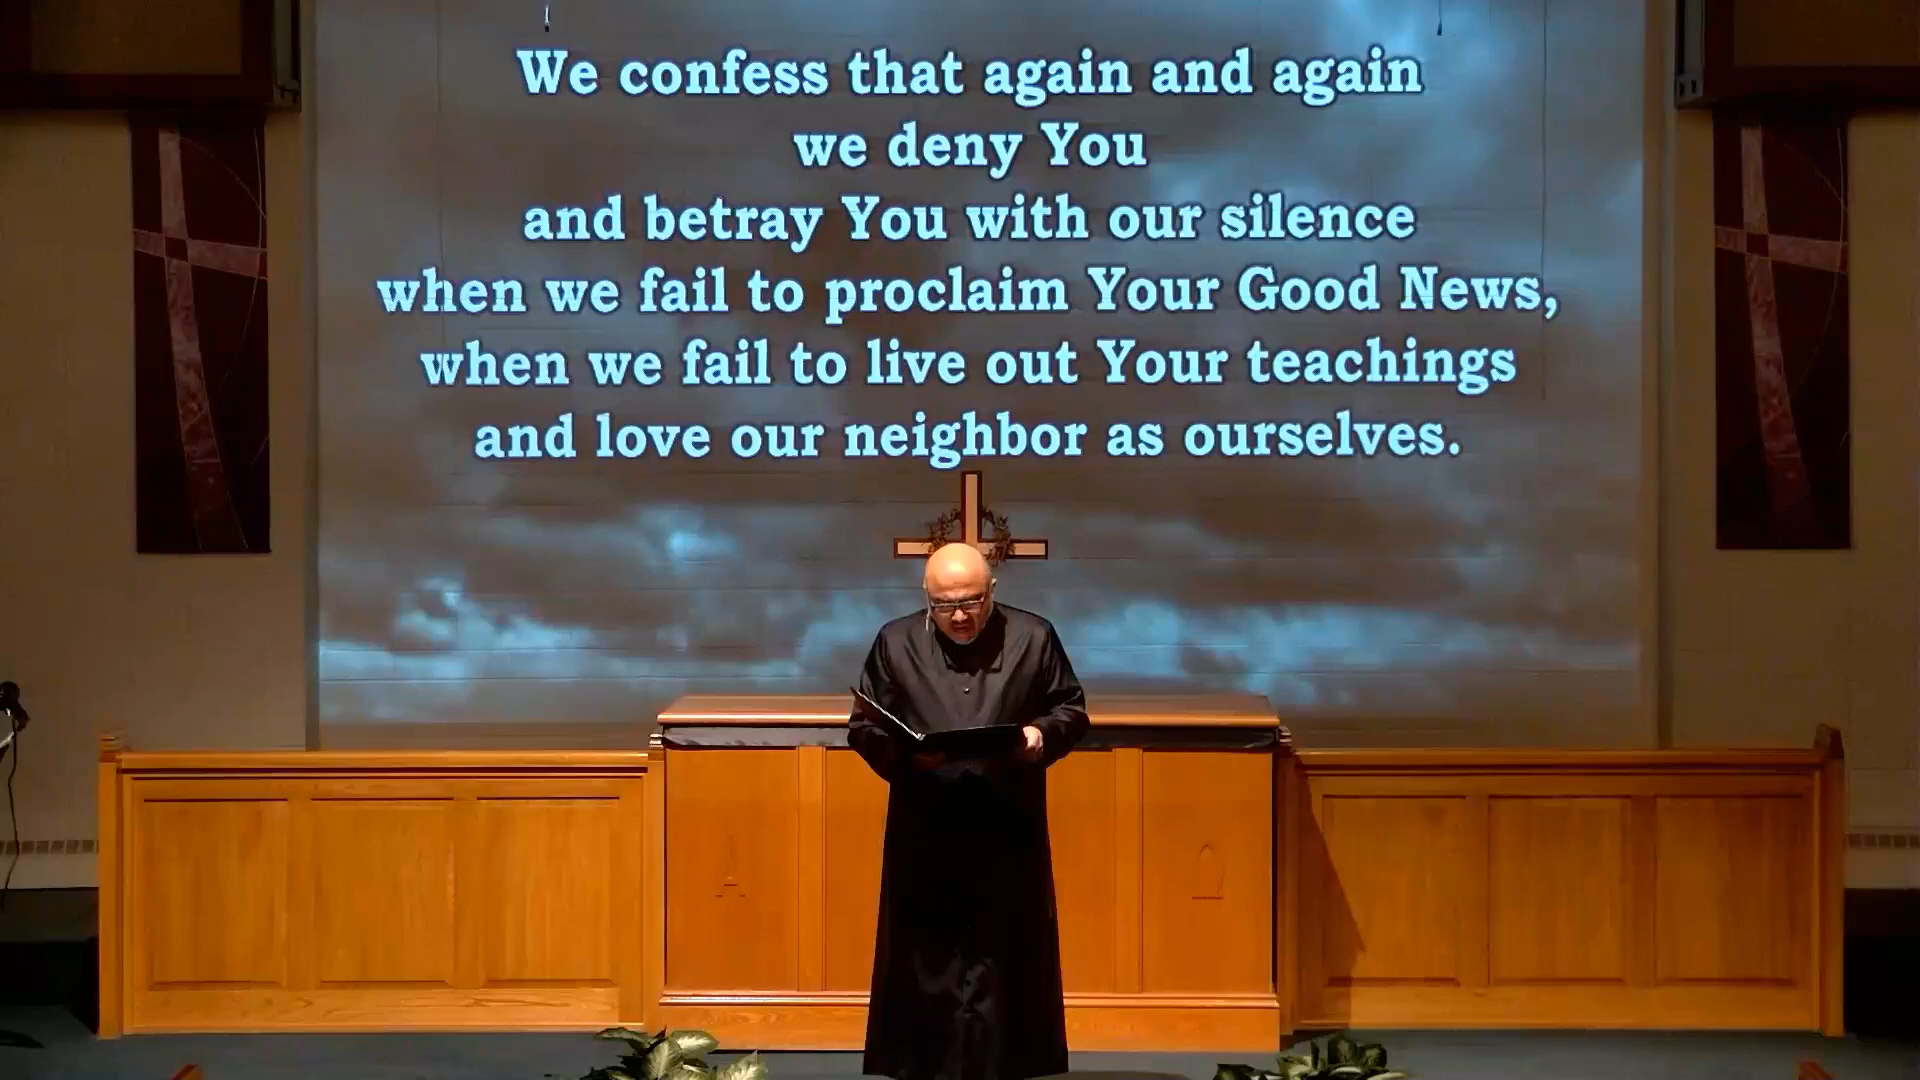 We confess that again and again
we deny You
and betray You with our silence
when we fail to proclaim Your Good News,
when we fail to live out Your teachings
and love our neighbor as ourselves.